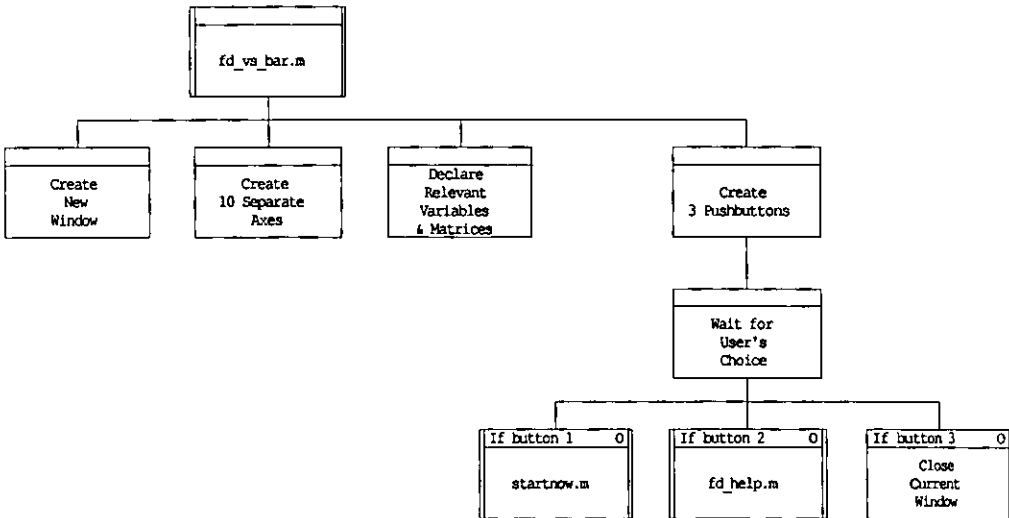 fd_vs_bar.m
Create
New
Window
Create
10 Separate
Axes
Declare
Relevant
Variables
& Matrices
Create
3 Pushbuttons
Wait for
User's
Choice
If button 1 O
startnow.m
If button 2 O
fd_help.m
If button 3 O
Close
Current
Window